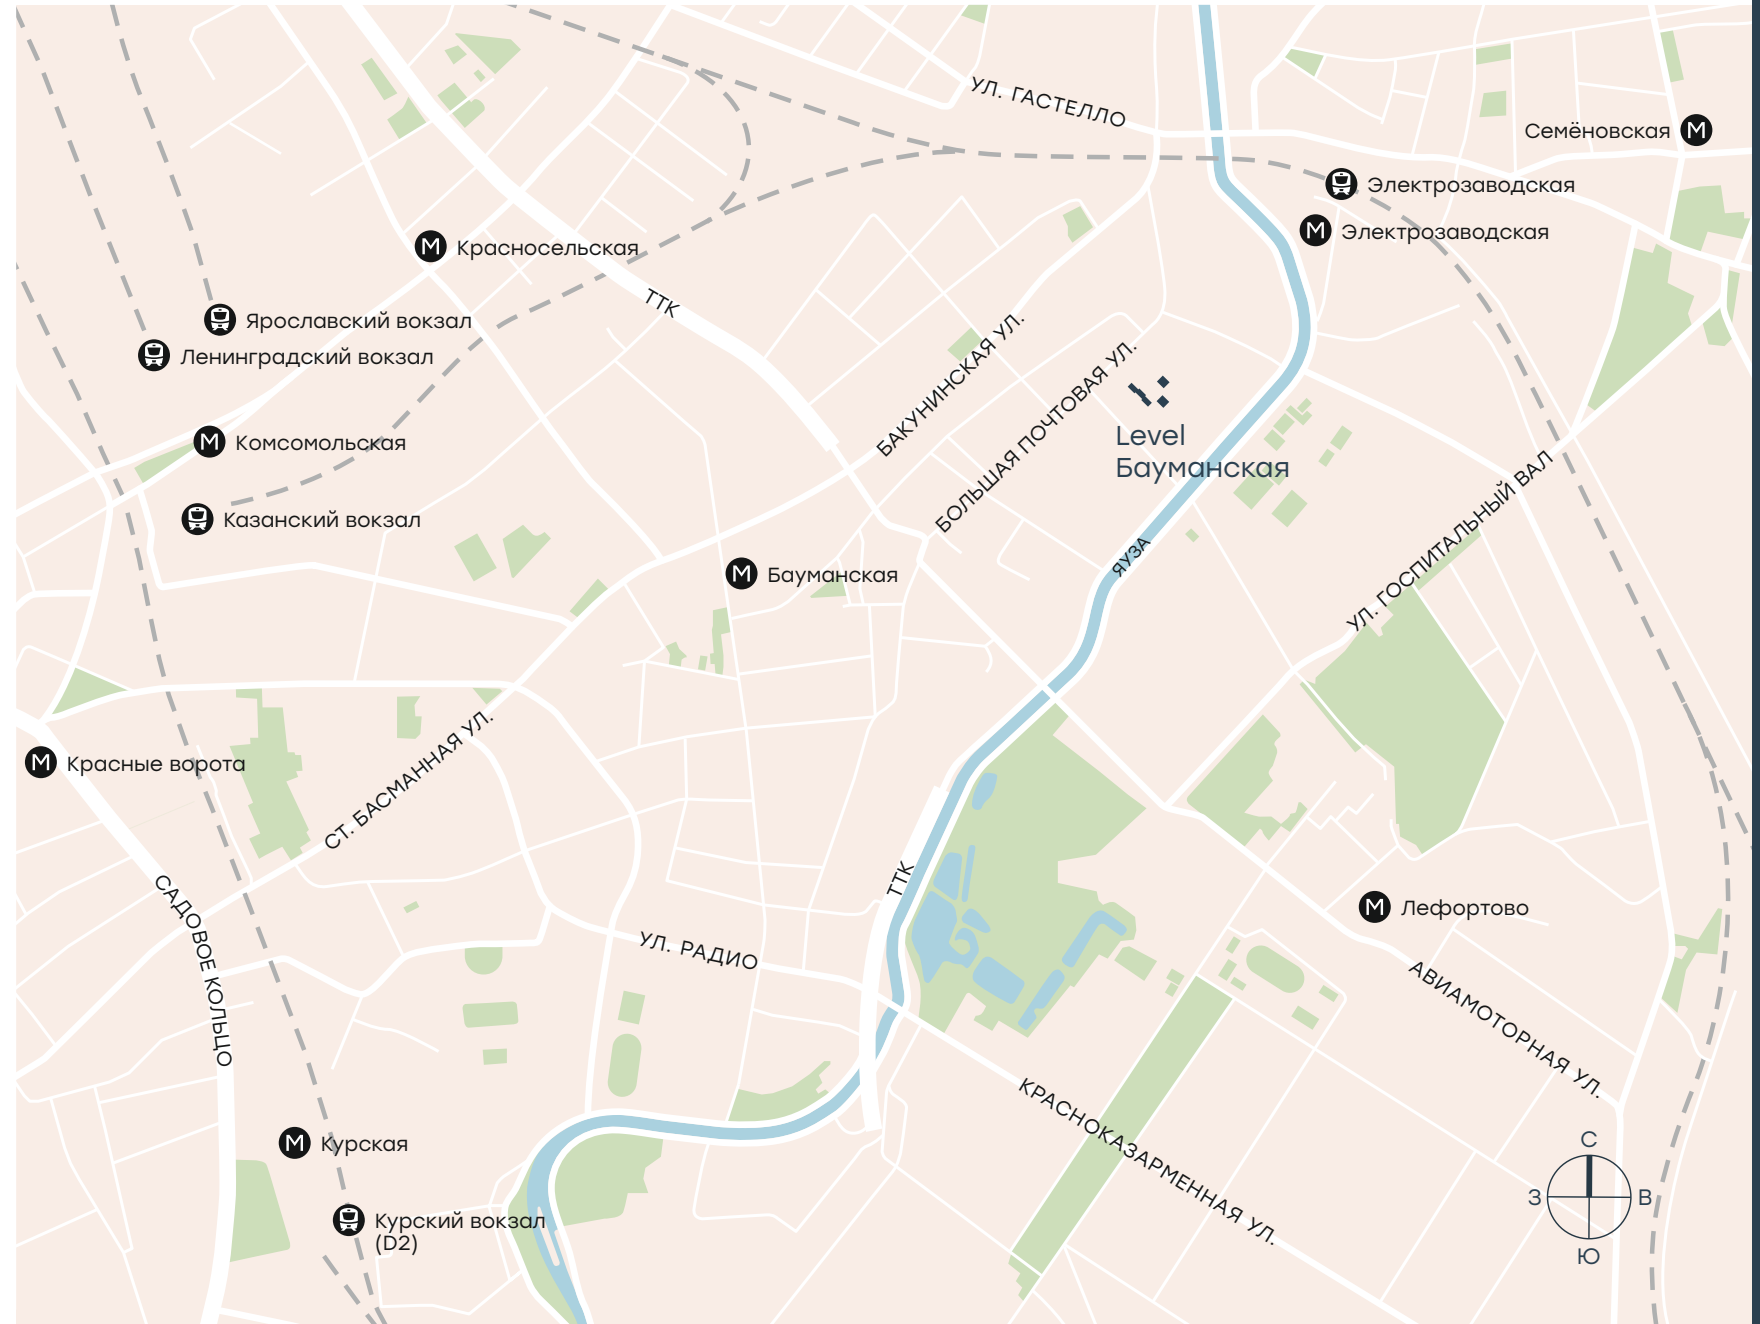 УЛ. ГАСТЕЛЛО
Семёновская
М
Электрозаводская
М
Электрозаводская
М
Красносельская
ТТК
Ярославский вокзал
Ленинградский вокзал
БАКУНИНСКАЯ УЛ.
БОЛЬШАЯ ПОЧТОВАЯ УЛ.
Level
Бауманская
М
Комсомольская
Казанский вокзал
ЯУЗА
УЛ. ГОСПИТАЛЬНЫЙ ВАЛ
М
Бауманская
М
Красные ворота
СТ. БАСМАННАЯ УЛ.
ТТК
САДОВОЕ КОЛЬЦО
УЛ. РАДИО
М
Лефортово
АВИАМОТОРНАЯ УЛ.
КРАСНОКАЗАРМЕННАЯ УЛ.
М
Курская
Курский вокзал
(D2)
С
З
В
Ю